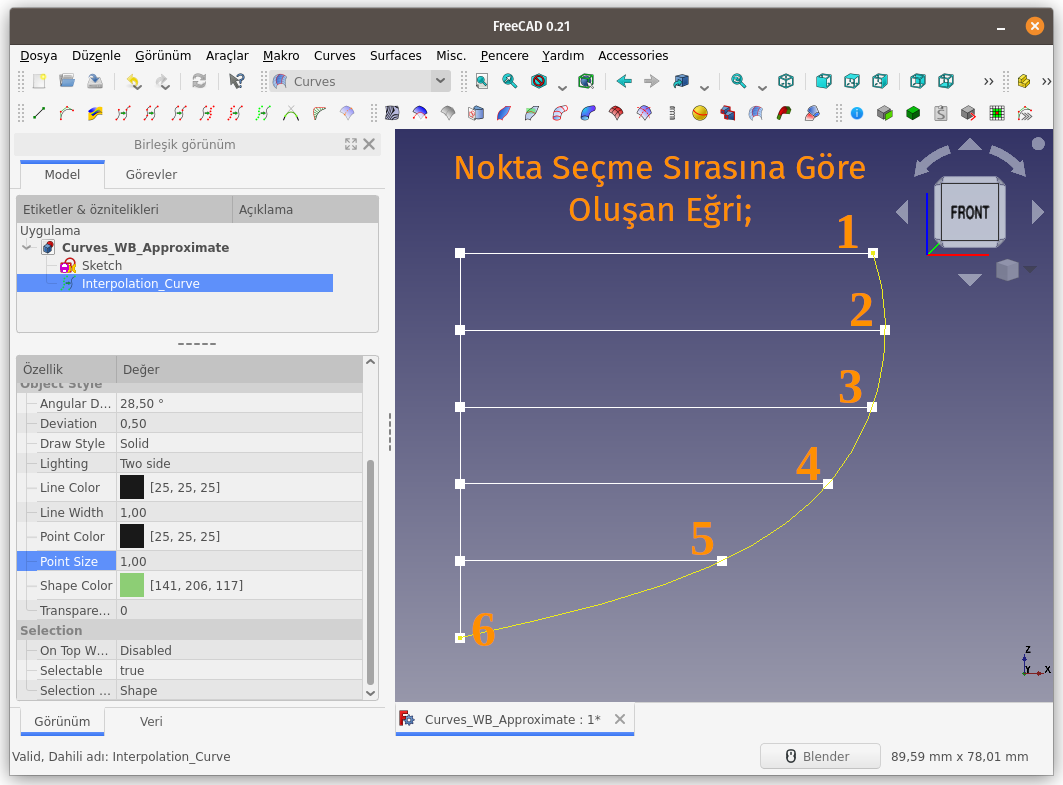 FreeCAD 0.21
Dosya Düzenle Görünüm Araçlar Makro Curves Surfaces Misc. Pencere Yardım Accessories
Curves
Birleşik görünüm
Model Görevler
Etiketler & öznitelikleri Açıklama
Uygulama
Curves_WB_Approximate
Sketch
Interpolation_Curve
Özellik Değer
Object Style
Angular D... 28,50 °
Deviation 0,50
Draw Style Solid
Lighting Two side
Line Color [25, 25, 25]
Line Width 1,00
Point Color [25, 25, 25]
Point Size 1,00
Shape Color [141, 206, 117]
Transpare... 0
Selection
On Top W... Disabled
Selectable true
Selection ... Shape
Görünüm Veri
Nokta Seçme Sırasına Göre
Oluşan Eğri;
1
2
3
4
5
6
FRONT
Z
Y X
Curves_WB_Approximate : 1*
Valid, Dahili adı: Interpolation_Curve
Blender
89,59 mm x 78,01 mm